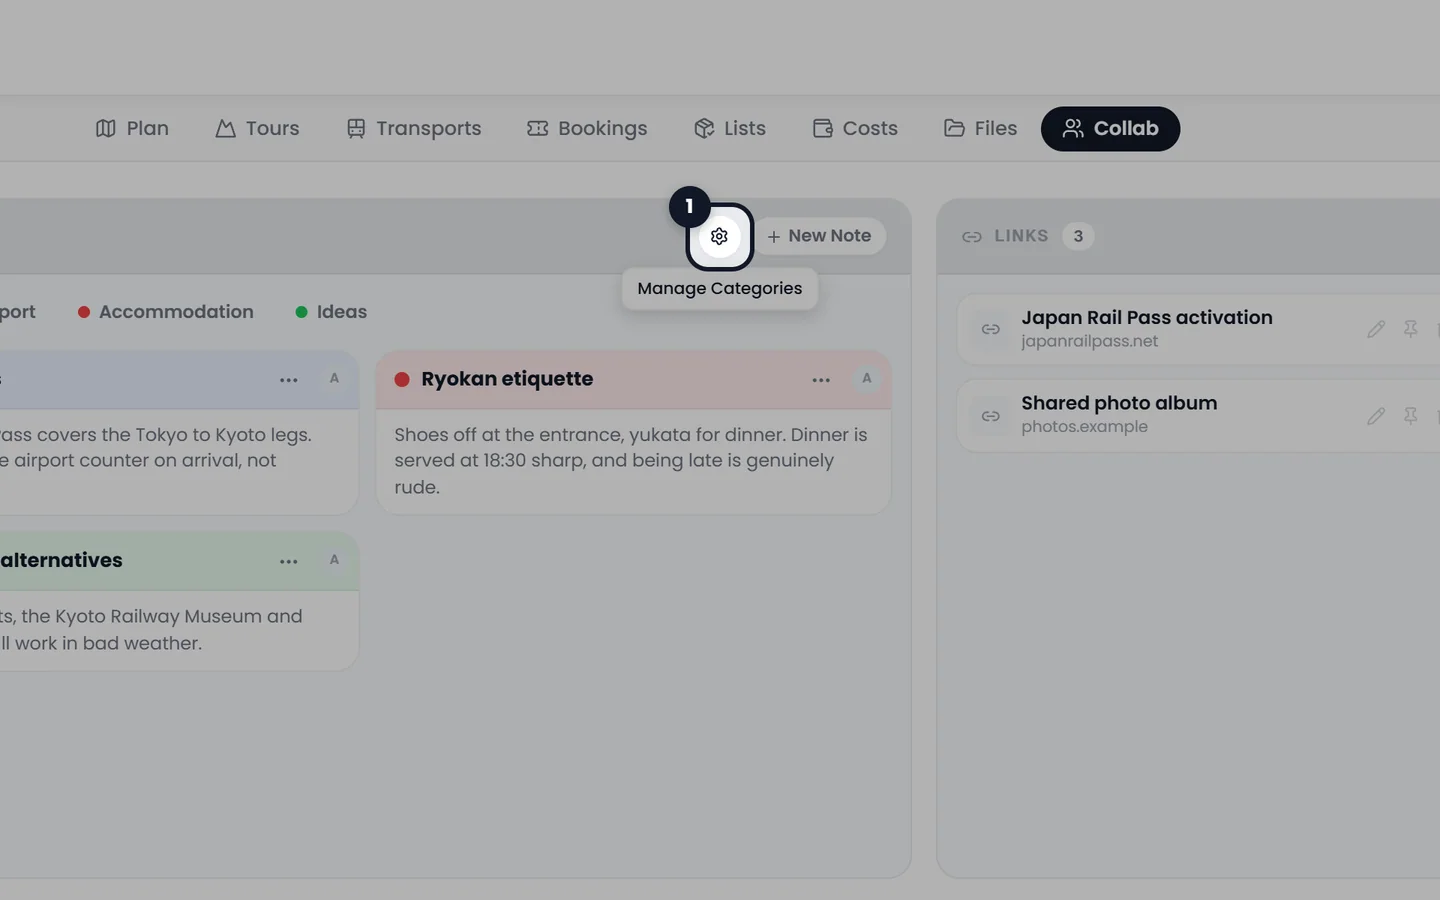 Plan
Tours
Transports
Bookings
Lists
Costs
Files
Collab
1
New Note
Manage Categories
port
Accommodation
Ideas
s
A
ass covers the Tokyo to Kyoto legs.
e airport counter on arrival, not
Ryokan etiquette
A
Shoes off at the entrance, yukata for dinner. Dinner is
served at 18:30 sharp, and being late is genuinely
rude.
alternatives
A
ts, the Kyoto Railway Museum and
ll work in bad weather.
LINKS 3
Japan Rail Pass activation
japanrailpass.net
Shared photo album
photos.example